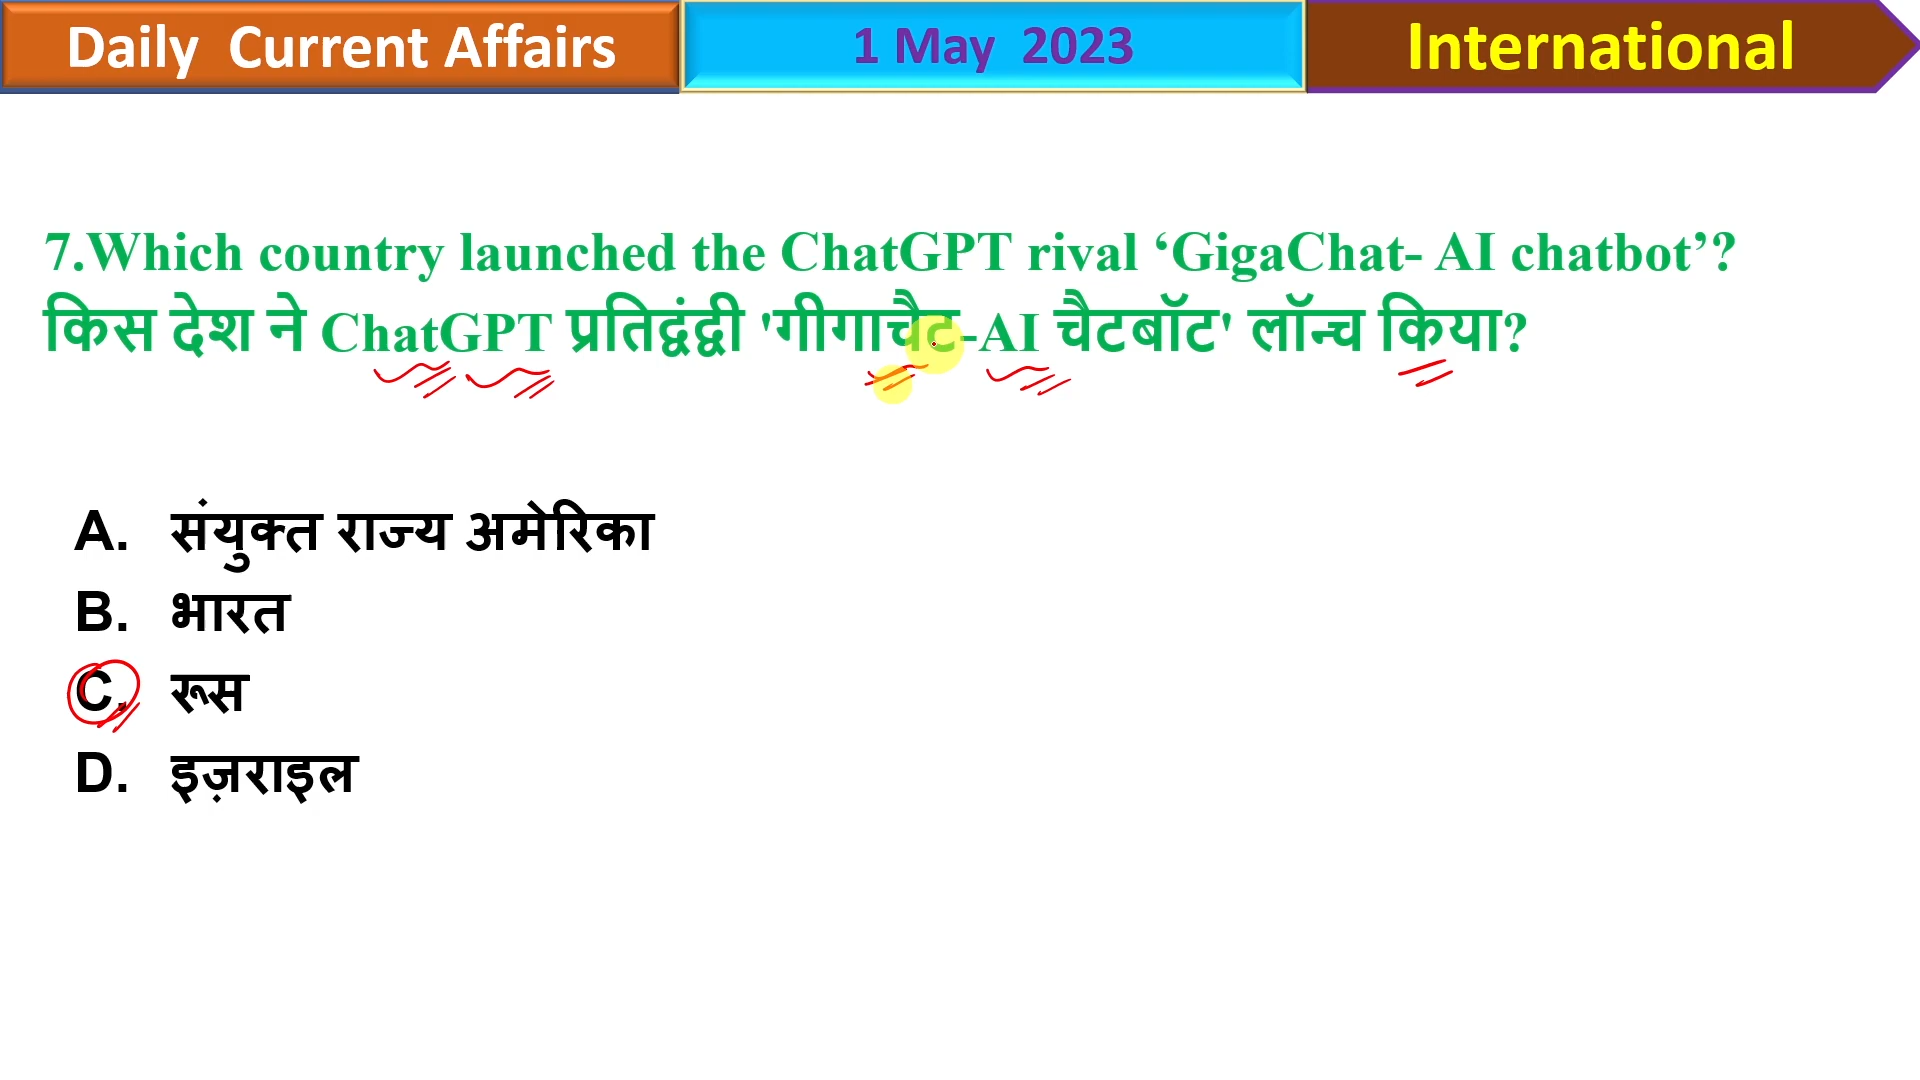 Daily Current Affairs
1 May 2023
International
7.Which country launched the ChatGPT rival ‘GigaChat- AI chatbot’?
किस देश ने ChatGPT प्रतिद्वंद्वी 'गीगाचैट-AI चैटबॉट' लॉन्च किया?
A. संयुक्त राज्य अमेरिका
B. भारत
C. रूस
D. इज़राइल